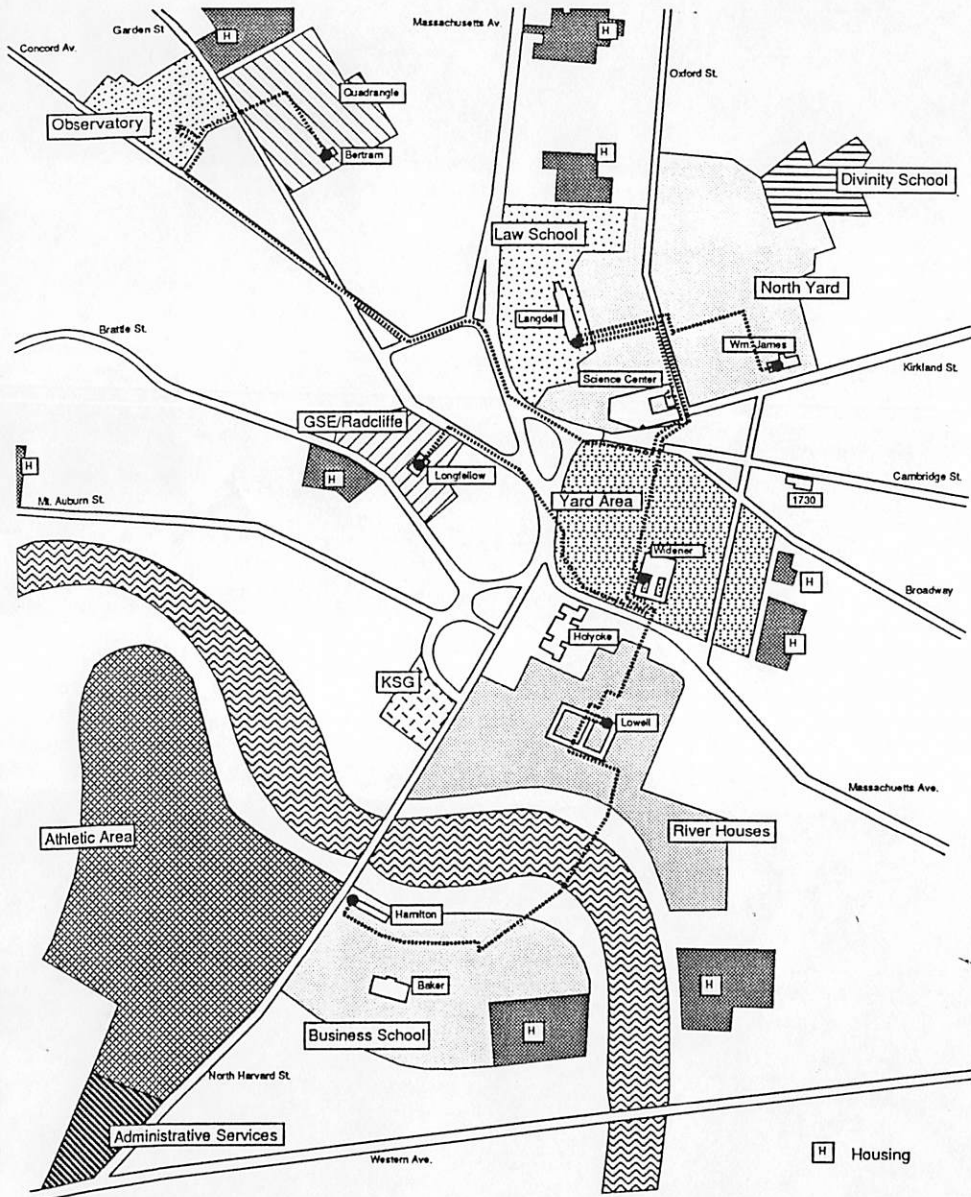 Garden St
H
Massachusetts Av.
H
Concord Av.
Oxford St.
Quadrangle
Observatory
Bertram
H
Divinity School
Law School
North Yard
Langdell
Brattle St.
Wm. James
Kirkland St.
Science Center
GSE/Radcliffe
H
H
Longfellow
Cambridge St.
Mt. Auburn St.
Yard Area
1730
Widener
H
Broadway
Holyoke
H
KSG
Lowell
Massachuetts Ave.
Athletic Area
River Houses
Hamilton
Baker
H
Business School
H
North Harvard St.
Administrative Services
Western Ave.
H Housing